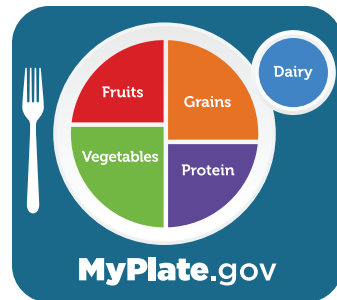 Dairy
Fruits
Grains
Vegetables
Protein
MyPlate.gov